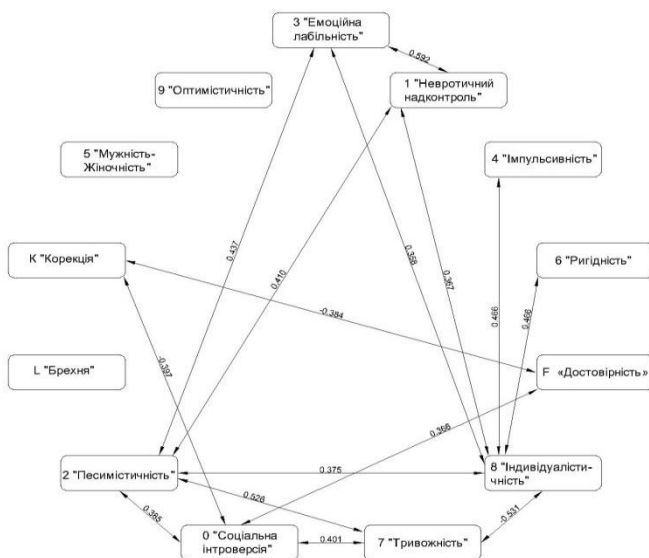 3 "Емоційна
лабільність"
0.592
9 "Оптимістичність"
1 "Невротичний
надконтроль"
5 "Мужність-
Жіночність"
4 "Імпульсивність"
0.437
0.410
0.358
0.367
К "Корекція"
6 "Ригідність"
0.466
0.466
-0.384
L "Брехня"
-0.397
F «Достовірність»
0.366
2 "Песимістичність"
0.375
8 "Індивідуалісти-
чність"
0.526
0.385
-0.531
0 "Соціальна
інтроверсія"
0.401
7 "Тривожність"